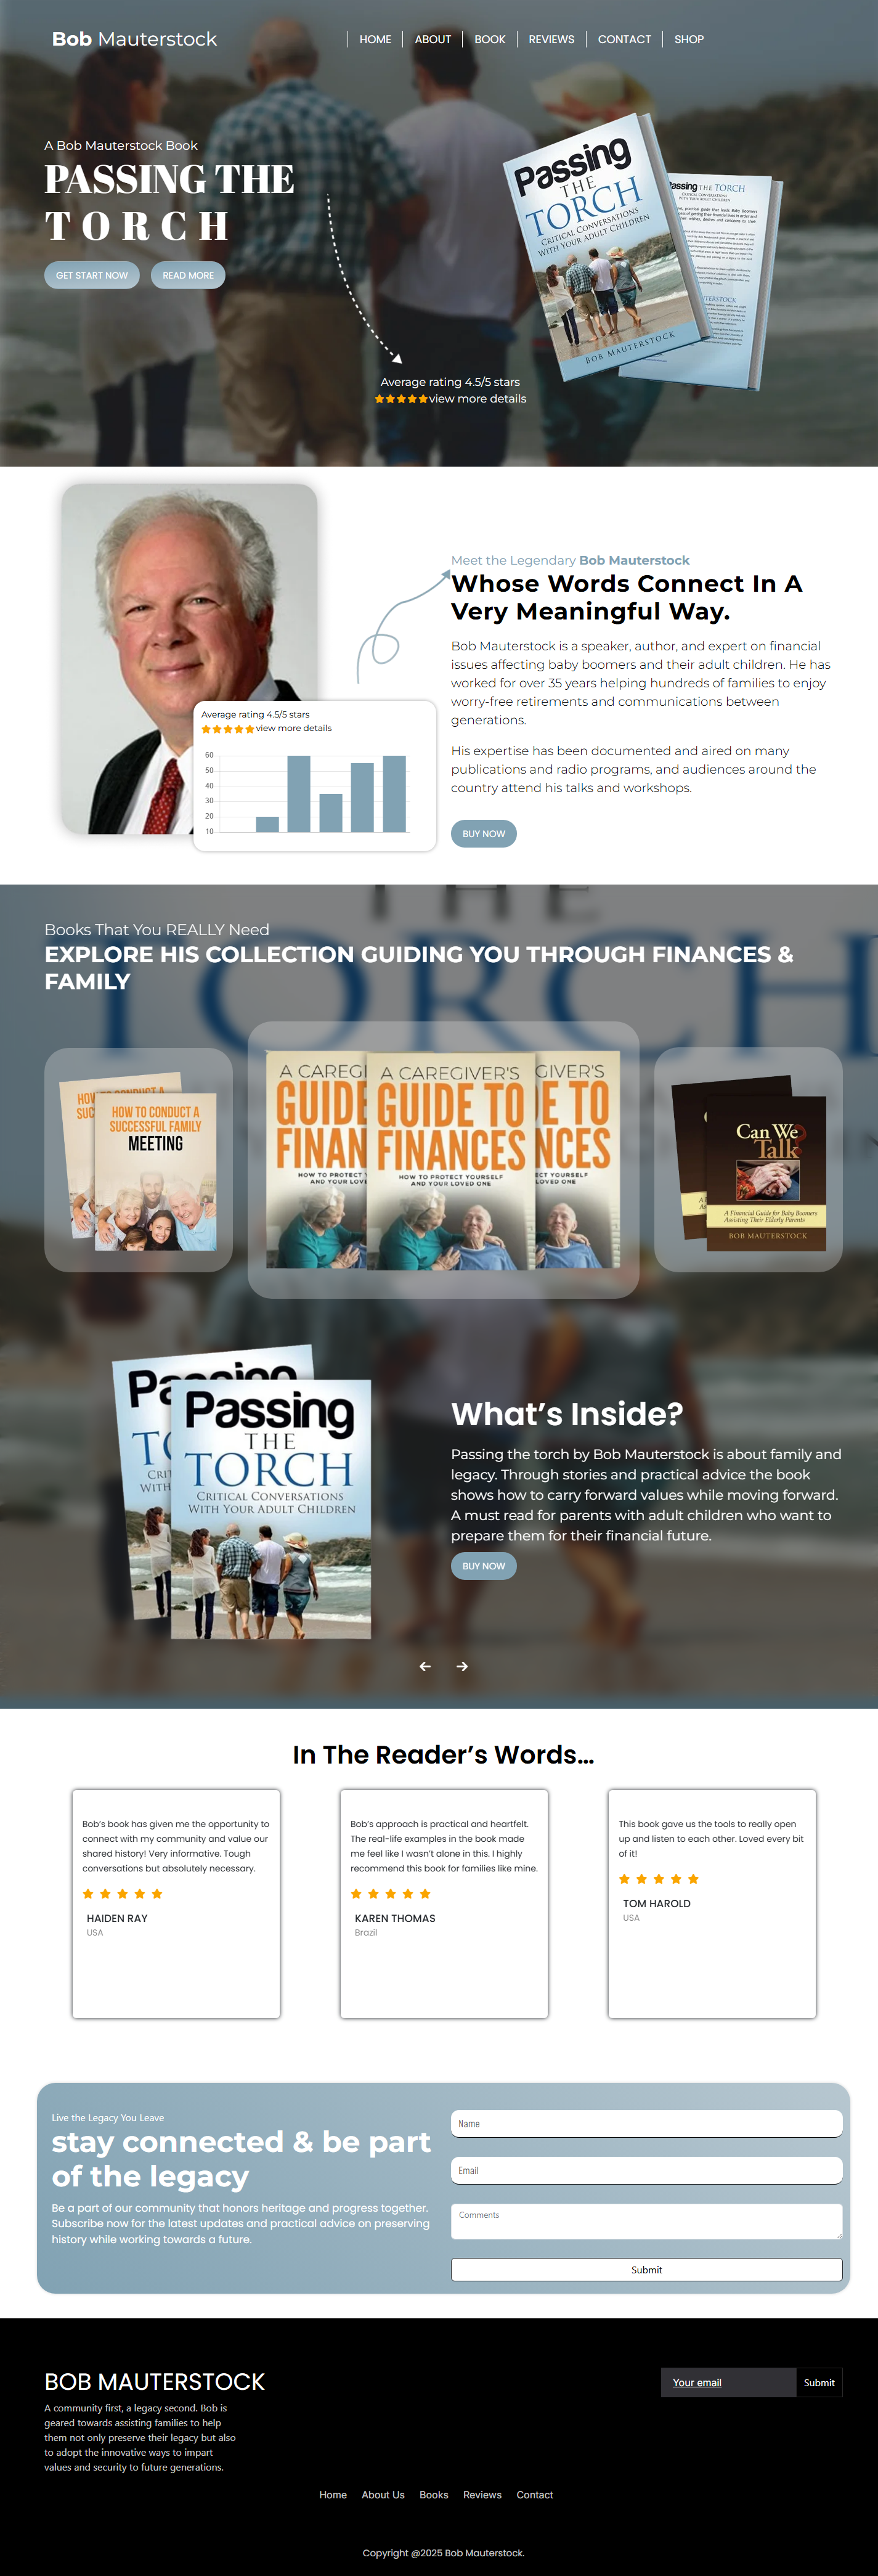 Bob Mauterstock
HOME
ABOUT
BOOK
REVIEWS
CONTACT
SHOP
A Bob Mauterstock Book
PASSING THE
TORCH
GET START NOW
READ MORE
Passing
THE
TORCH
CRITICAL CONVERSATIONS
WITH YOUR ADULT CHILDREN
BOB MAUTERSTOCK
Average rating 4.5/5 stars
view more details
Meet the Legendary Bob Mauterstock
Whose Words Connect In A
Very Meaningful Way.
Bob Mauterstock is a speaker, author, and expert on financial
issues affecting baby boomers and their adult children. He has
worked for over 35 years helping hundreds of families to enjoy
worry-free retirements and communications between
generations.
His expertise has been documented and aired on many
publications and radio programs, and audiences around the
country attend his talks and workshops.
BUY NOW
Average rating 4.5/5 stars
view more details
60
50
40
30
20
10
Books That You REALLY Need
EXPLORE HIS COLLECTION GUIDING YOU THROUGH FINANCES &
FAMILY
HOW TO CONDUCT A
SUCCESSFUL FAMILY
MEETING
A CAREGIVER'S
GUIDE TO
FINANCES
HOW TO PROTECT YOURSELF
AND YOUR LOVED ONE
Can We
Talk?
A Financial Guide for Baby Boomers
Assisting Their Elderly Parents
BOB MAUTERSTOCK
Passing
THE
TORCH
CRITICAL CONVERSATIONS
WITH YOUR ADULT CHILDREN
What's Inside?
Passing the torch by Bob Mauterstock is about family and
legacy. Through stories and practical advice the book
shows how to carry forward values while moving forward.
A must read for parents with adult children who want to
prepare them for their financial future.
BUY NOW
In The Reader's Words...
Bob's book has given me the opportunity to
connect with my community and value our
shared history! Very informative. Tough
conversations but absolutely necessary.
HAIDEN RAY
USA
Bob's approach is practical and heartfelt.
The real-life examples in the book made
me feel like I wasn't alone in this. I highly
recommend this book for families like mine.
KAREN THOMAS
Brazil
This book gave us the tools to really open
up and listen to each other. Loved every bit
of it!
TOM HAROLD
USA
Live the Legacy You Leave
stay connected & be part
of the legacy
Be a part of our community that honors heritage and progress together.
Subscribe now for the latest updates and practical advice on preserving
history while working towards a future.
Name
Email
Comments
Submit
BOB MAUTERSTOCK
A community first, a legacy second. Bob is
geared towards assisting families to help
them not only preserve their legacy but also
to adopt the innovative ways to impart
values and security to future generations.
Your email
Submit
Home
About Us
Books
Reviews
Contact
Copyright @2025 Bob Mauterstock.